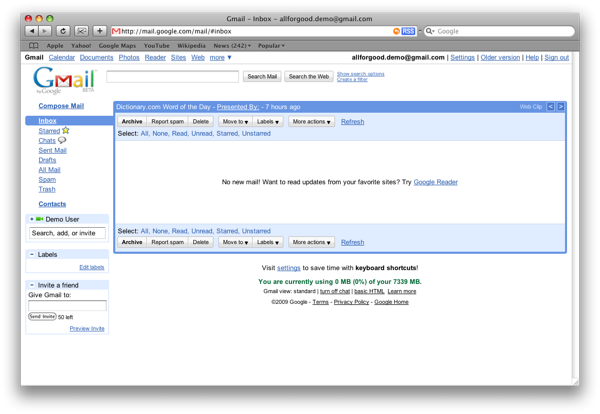 Gmail - Inbox - allforgood.demo@gmail.com
http://mail.google.com/mail/#inbox RSS Google
Apple Yahoo! Google Maps YouTube Wikipedia News (242) Popular
Gmail Calendar Documents Photos Reader Sites Web more ▼ allforgood.demo@gmail.com | Settings | Older version | Help | Sign out
Gmail by Google BETA Search Mail Search the Web Show search options
Create a filter
Compose Mail
Dictionary.com Word of the Day - Presented By: - 7 hours ago Web Clip < >
Inbox
Archive Report spam Delete Move to ▼ Labels ▼ More actions ▼ Refresh
Starred
Select: All, None, Read, Unread, Starred, Unstarred
Chats
Sent Mail
Drafts
All Mail
Spam
No new mail! Want to read updates from your favorite sites? Try Google Reader
Trash
Contacts
Demo User
Search, add, or invite
Select: All, None, Read, Unread, Starred, Unstarred
Archive Report spam Delete Move to ▼ Labels ▼ More actions ▼ Refresh
− Labels
Edit labels
Visit settings to save time with keyboard shortcuts!
− Invite a friend
Give Gmail to:
Send Invite 50 left
Preview Invite
You are currently using 0 MB (0%) of your 7339 MB.
Gmail view: standard | turn off chat | basic HTML Learn more
©2009 Google - Terms - Privacy Policy - Google Home